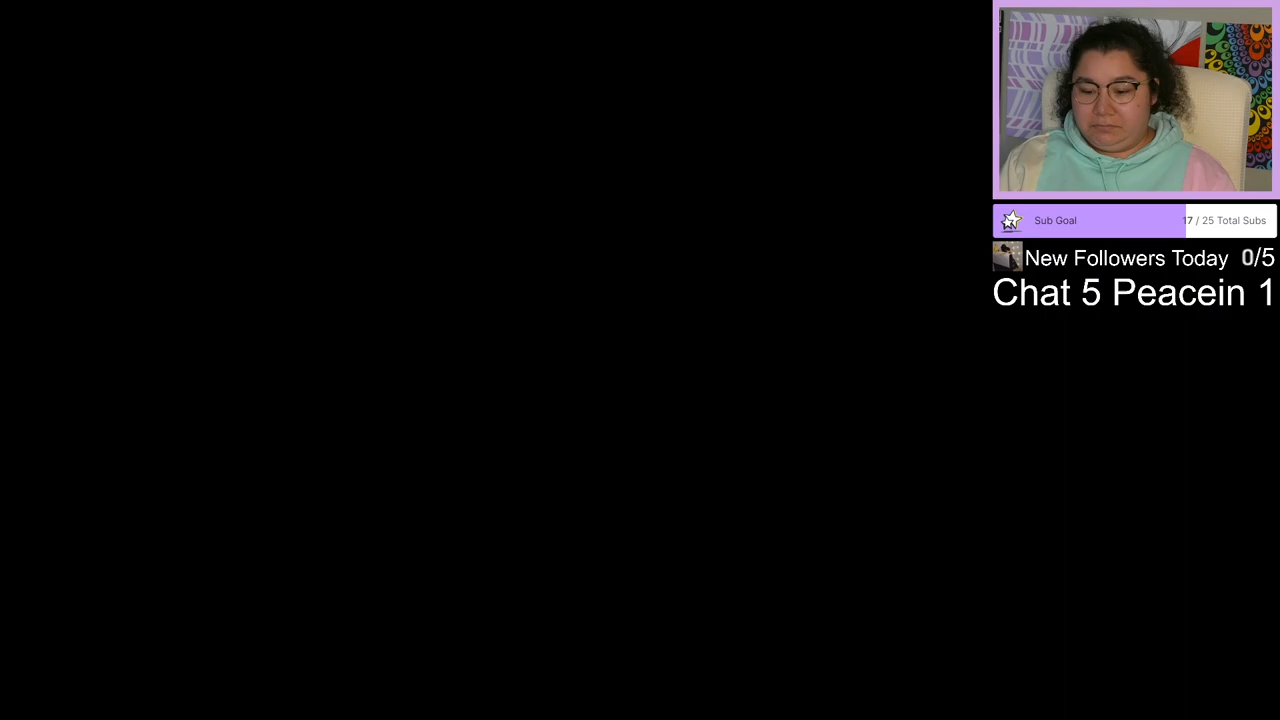 Sub Goal 17 / 25 Total Subs
New Followers Today 0/5
Chat 5 Peacein 1